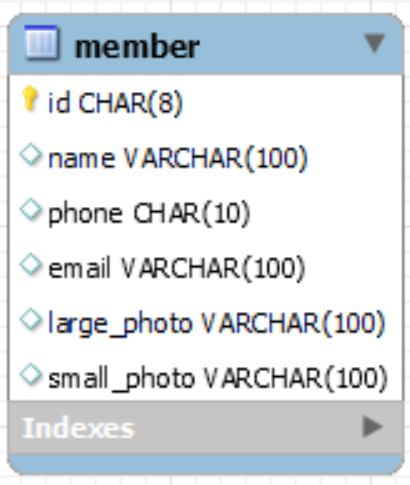 member
id CHAR(8)
name VARCHAR(100)
phone CHAR(10)
email VARCHAR(100)
large_photo VARCHAR(100)
small_photo VARCHAR(100)
Indexes